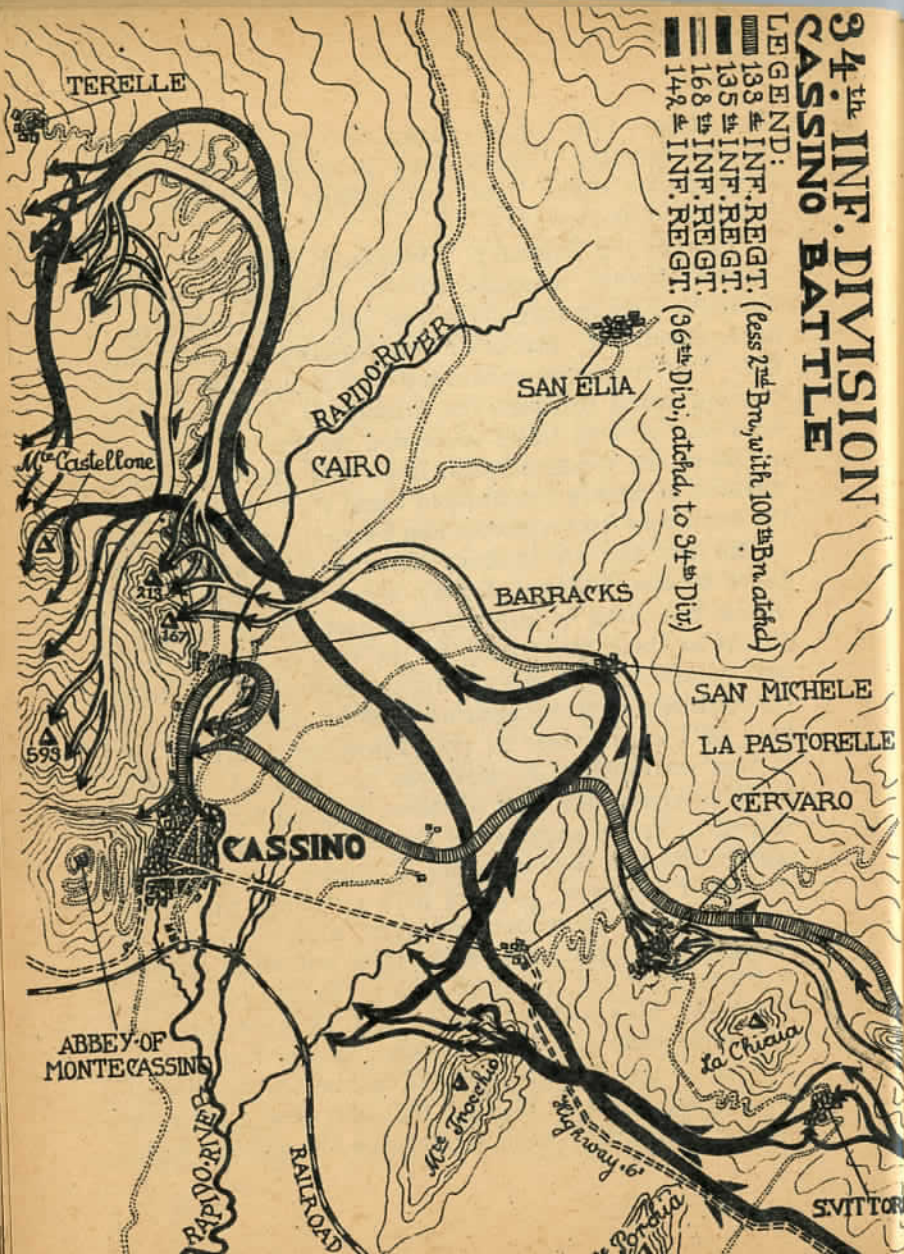 34th INF. DIVISION
CASSINO BATTLE
LEGEND:
133d INF. REGT. (less 2nd Bn., with 100th Bn. atchd)
135th INF. REGT.
168th INF. REGT.
142d INF. REGT. (36th Div., atchd. to 34th Div.)
TERELLE
RAPIDO·RIVER
SAN ELIA
Mte Castellone
CAIRO
213
BARRACKS
167
SAN MICHELE
593
LA PASTORELLE
CERVARO
CASSINO
ABBEY·OF
MONTECASSINO
La Chiaia
Mte Trocchio
Highway·6
RAPIDO·RIVER
RAILROAD
S.VITTOR
Porchia